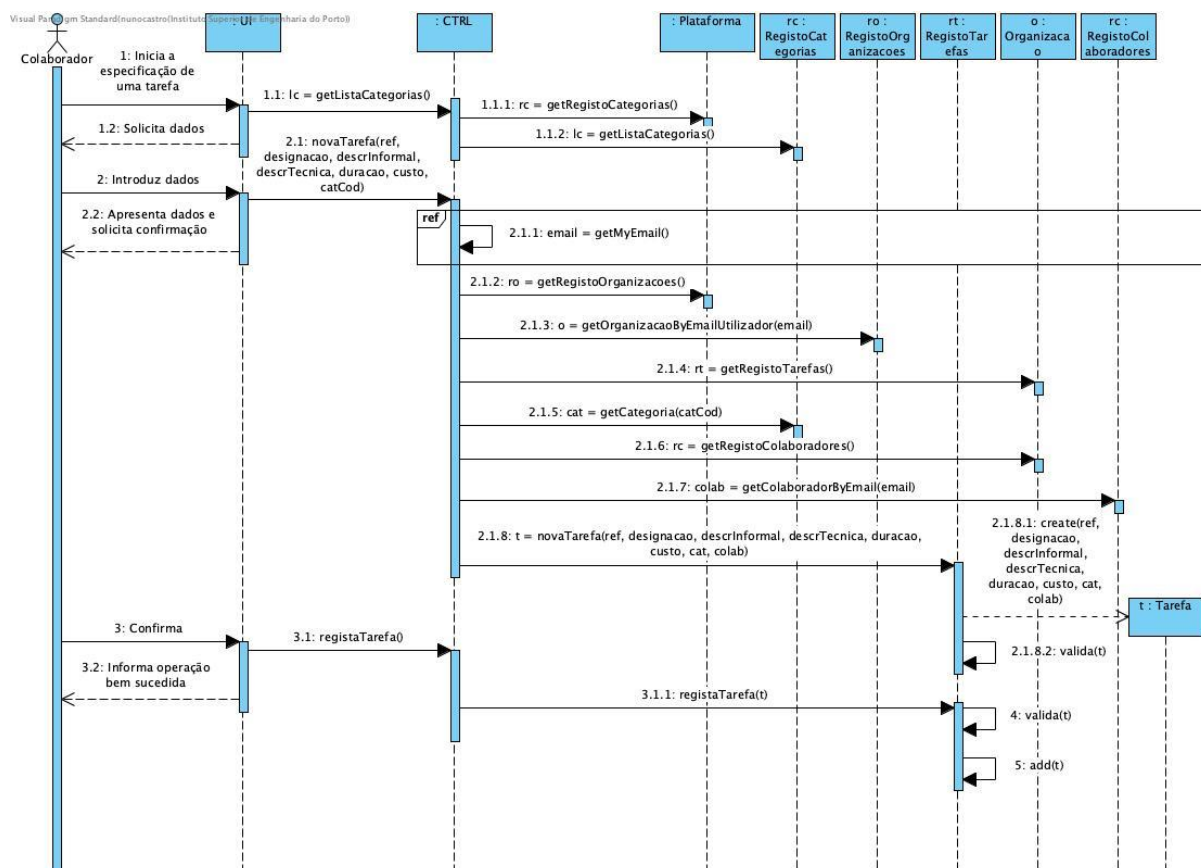 Visual Paradigm Standard(nunocastro(Instituto Superior de Engenharia do Porto))
: UI
: CTRL
: Plataforma
rc :
RegistoCat
egorias
ro :
RegistoOrg
anizacoes
rt :
RegistoTar
efas
o :
Organizaca
o
rc :
RegistoCol
aboradores
Colaborador
1: Inicia a
especificação de
uma tarefa
1.1: lc = getListaCategorias()
1.1.1: rc = getRegistoCategorias()
1.2: Solicita dados
1.1.2: lc = getListaCategorias()
2.1: novaTarefa(ref,
designacao, descrInformal,
descrTecnica, duracao, custo,
catCod)
2: Introduz dados
2.2: Apresenta dados e
solicita confirmação
ref
2.1.1: email = getMyEmail()
2.1.2: ro = getRegistoOrganizacoes()
2.1.3: o = getOrganizacaoByEmailUtilizador(email)
2.1.4: rt = getRegistoTarefas()
2.1.5: cat = getCategoria(catCod)
2.1.6: rc = getRegistoColaboradores()
2.1.7: colab = getColaboradorByEmail(email)
2.1.8: t = novaTarefa(ref, designacao, descrInformal, descrTecnica, duracao,
custo, cat, colab)
2.1.8.1: create(ref,
designacao,
descrInformal,
descrTecnica,
duracao, custo, cat,
colab)
t : Tarefa
3: Confirma
3.1: registaTarefa()
2.1.8.2: valida(t)
3.2: Informa operação
bem sucedida
3.1.1: registaTarefa(t)
4: valida(t)
5: add(t)